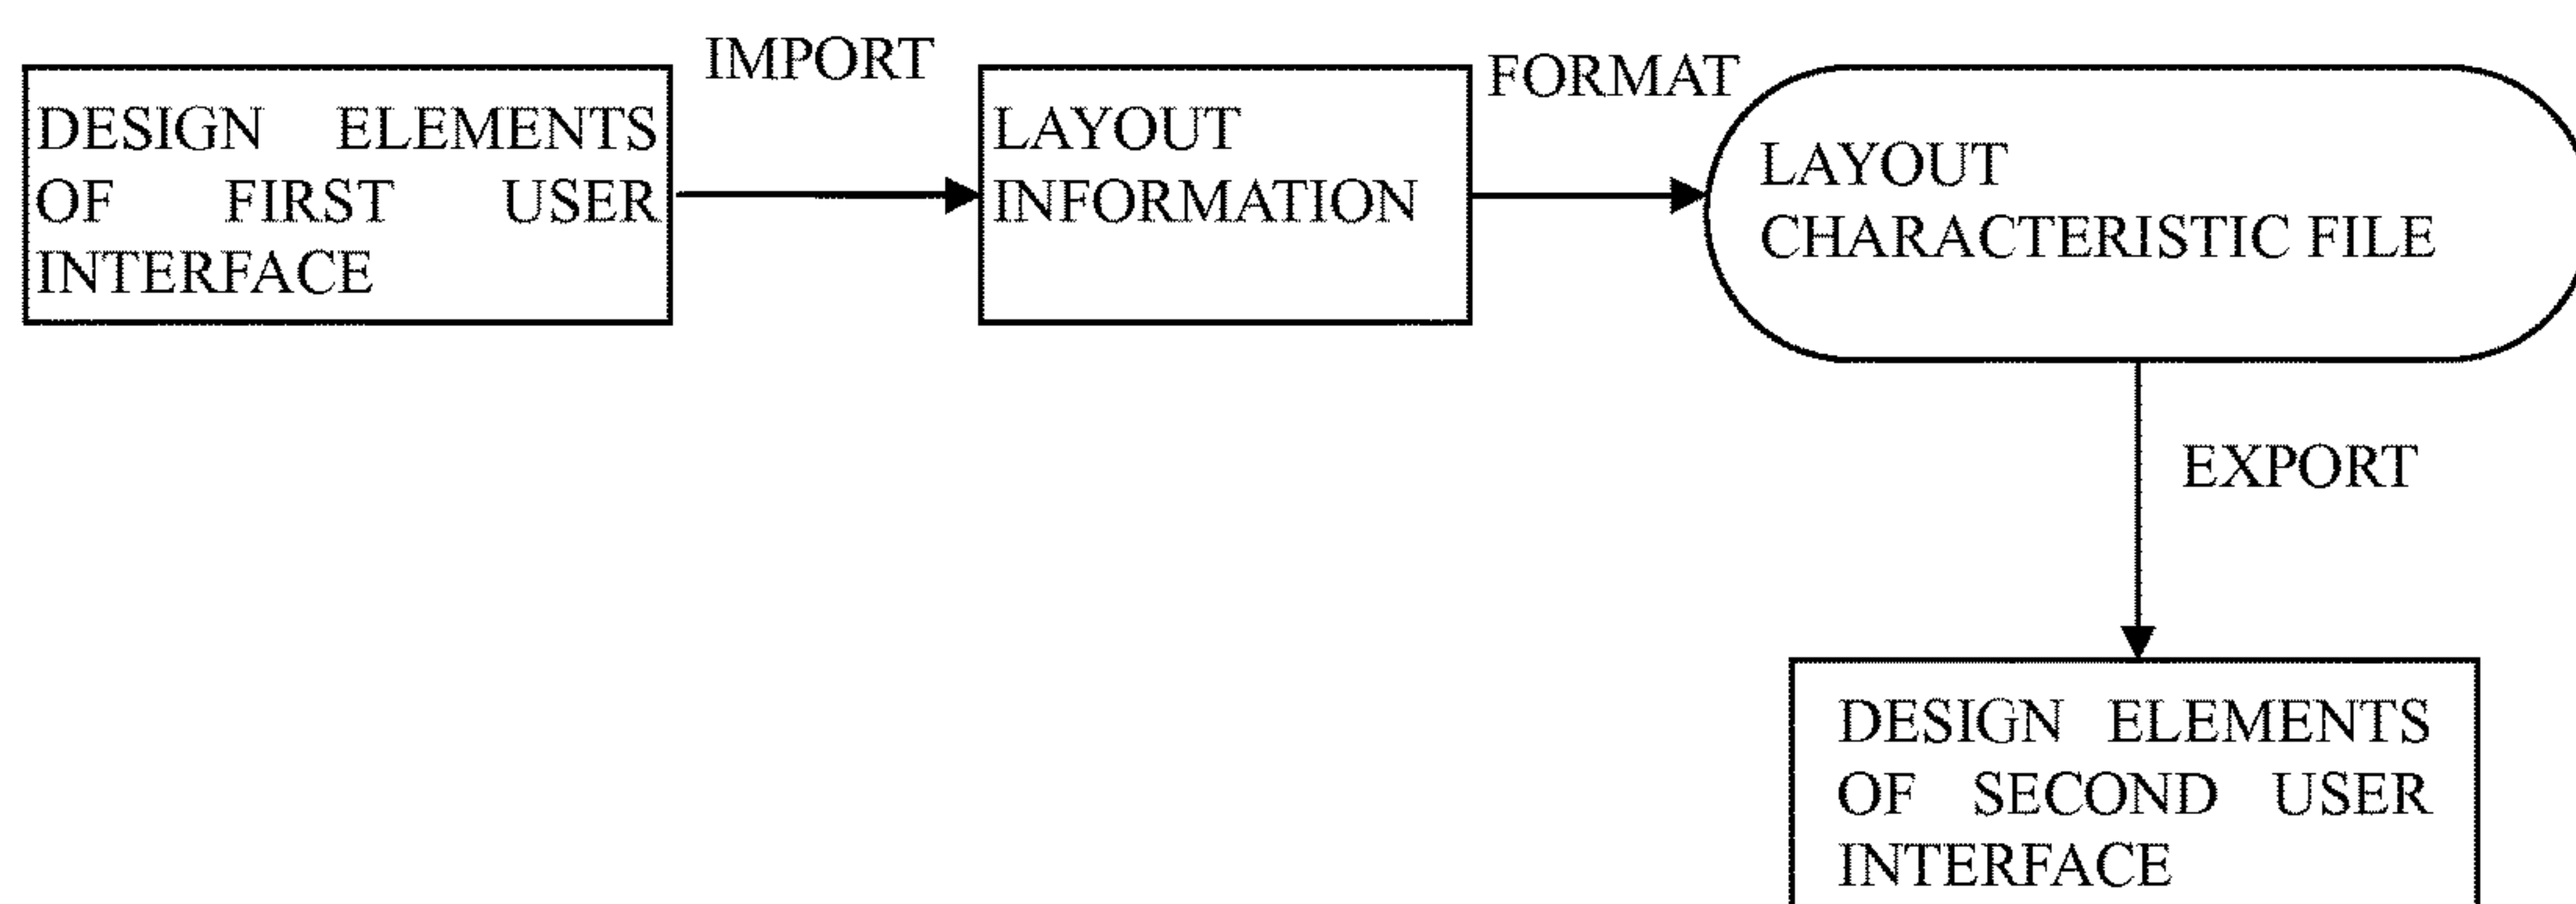 DESIGN ELEMENTS
OF FIRST USER
INTERFACE
IMPORT
LAYOUT
INFORMATION
FORMAT
LAYOUT
CHARACTERISTIC FILE
EXPORT
DESIGN ELEMENTS
OF SECOND USER
INTERFACE